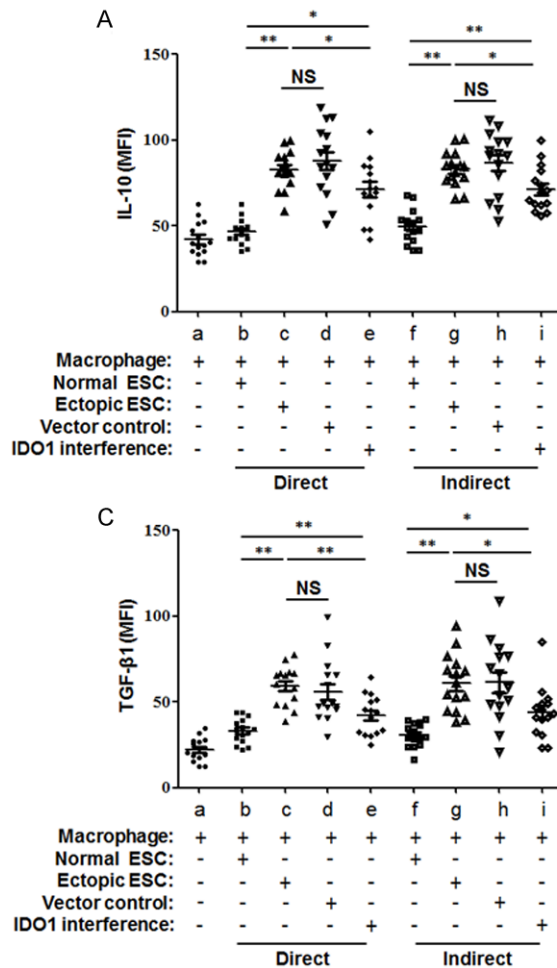 A
*
**
**
*
**
*
NS
NS
150
100
50
0
IL-10 (MFI)
a b c d e f g h i
Macrophage: + + + + + + + + +
Normal ESC: - + - - - + - - -
Ectopic ESC: - - + - - - + - -
Vector control: - - - + - - - + -
IDO1 interference: - - - - + - - - +
Direct Indirect
C
**
*
**
**
**
*
NS
NS
150
100
50
0
TGF-β1 (MFI)
a b c d e f g h i
Macrophage: + + + + + + + + +
Normal ESC: - + - - - + - - -
Ectopic ESC: - - + - - - + - -
Vector control: - - - + - - - + -
IDO1 interference: - - - - + - - - +
Direct Indirect